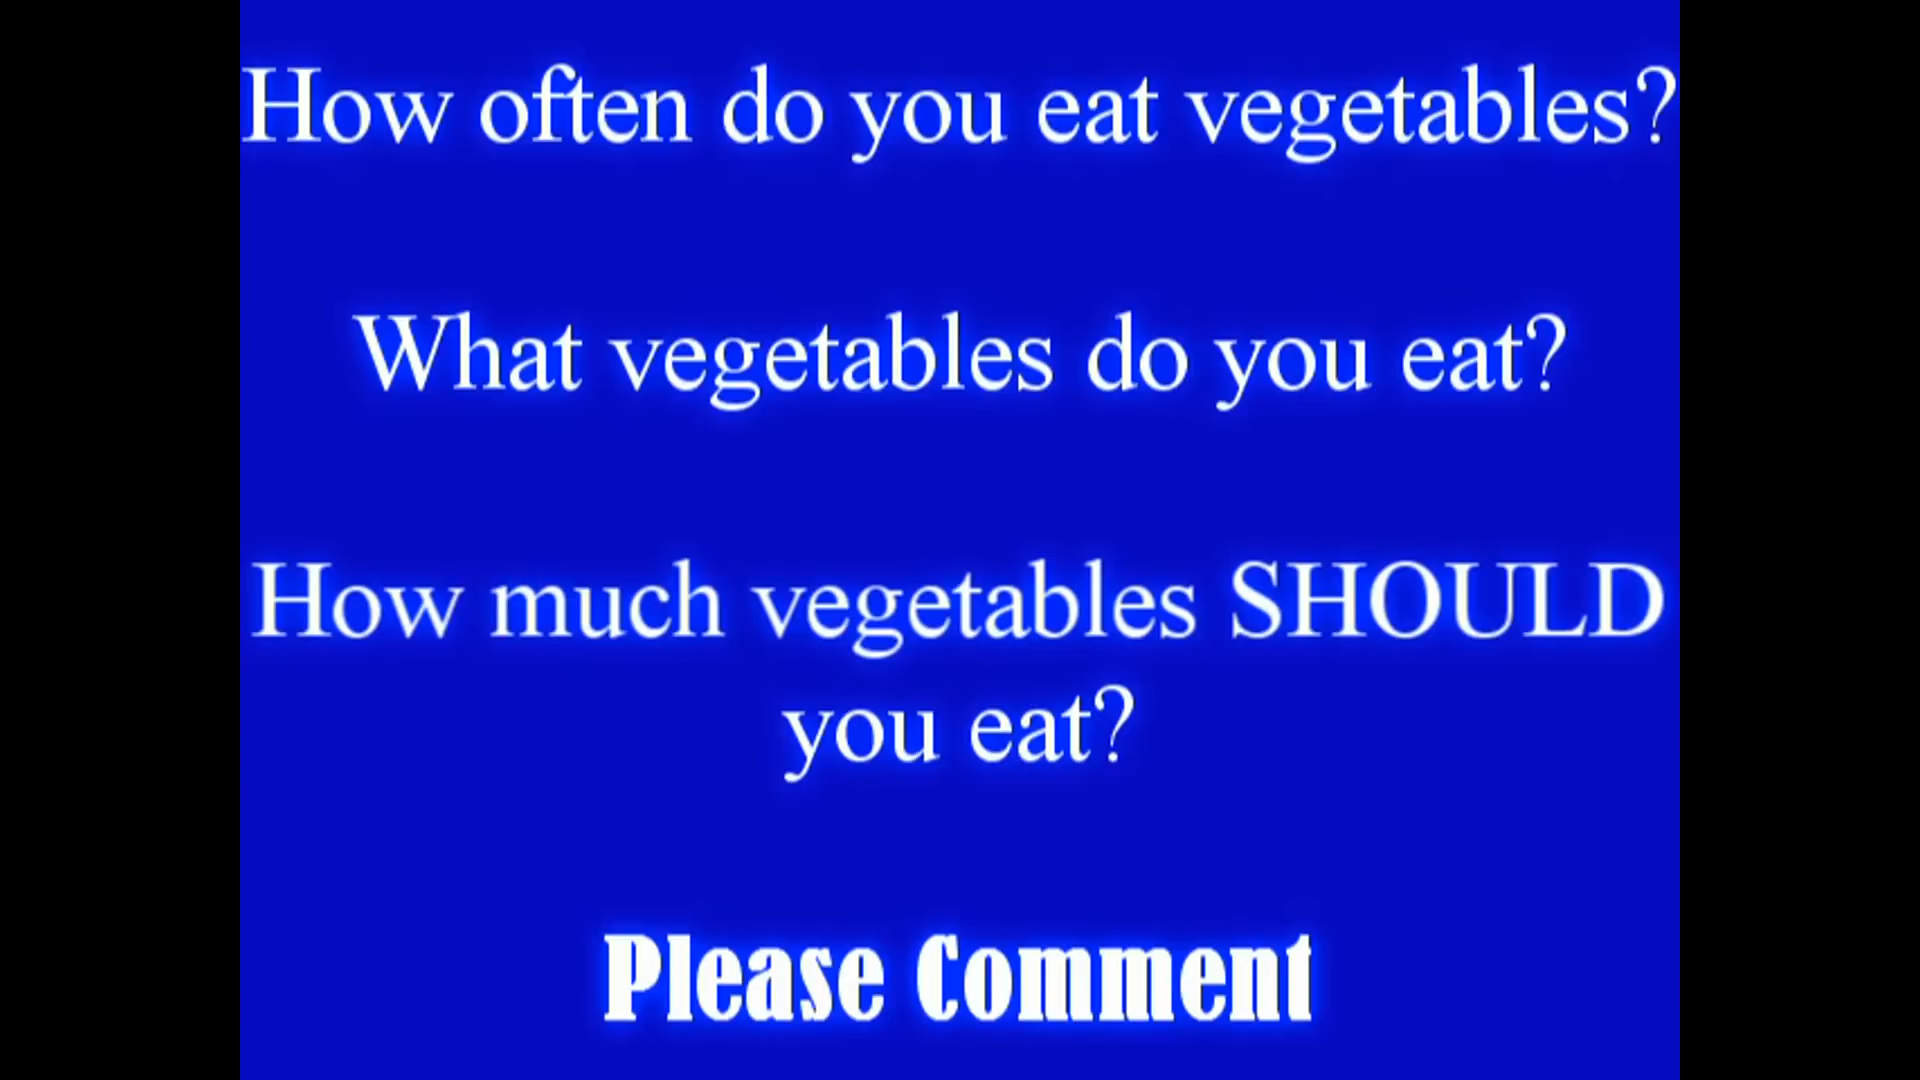 How often do you eat vegetables?
What vegetables do you eat?
How much vegetables SHOULD
you eat?
Please Comment